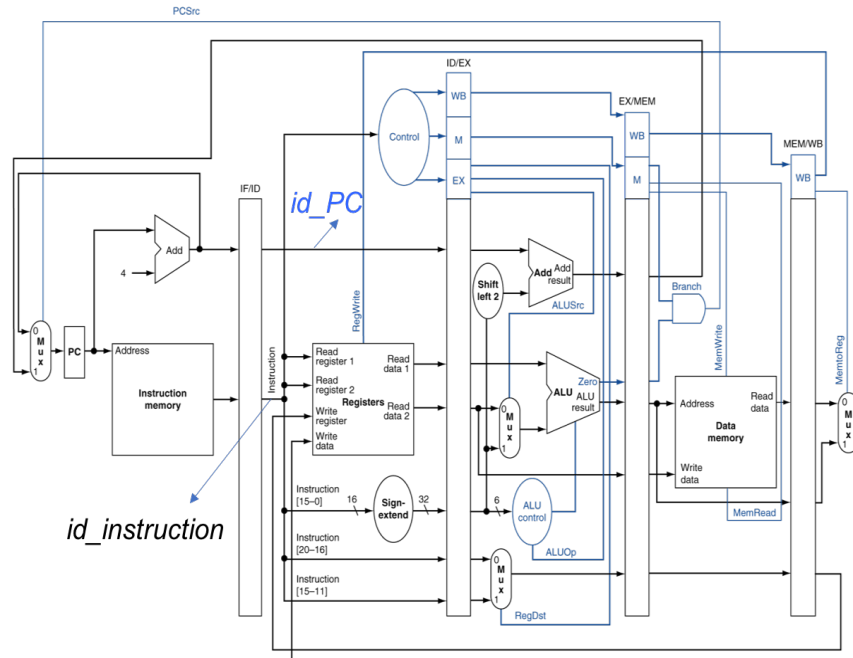 PCSrc
ID/EX
WB
EX/MEM
Control
M
WB
MEM/WB
EX
M
WB
IF/ID
id_PC
Add
4
Add
Add
result
Shift
left 2
Branch
RegWrite
ALUSrc
MemWrite
MemtoReg
0
M
u
x
1
PC
Address
Instruction
memory
Instruction
Read
register 1
Read
data 1
Read
register 2
Registers
Read
data 2
Write
register
Write
data
0
M
u
x
1
Zero
ALU
ALU
result
Address
Read
data
Data
memory
Write
data
0
M
u
x
1
Instruction
[15–0]
16
Sign-
extend
32
6
ALU
control
MemRead
id_instruction
Instruction
[20–16]
ALUOp
Instruction
[15–11]
0
M
u
x
1
RegDst